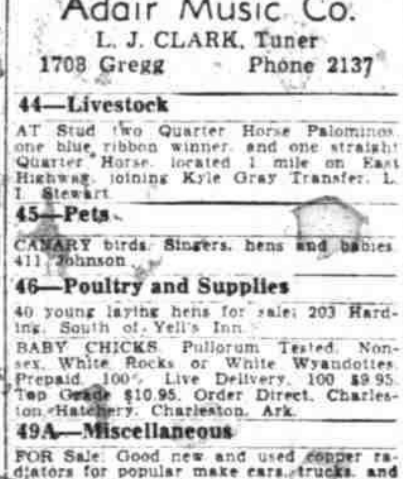 Adair Music Co.
L. J. CLARK, Tuner
1708 Gregg Phone 2137
44—Livestock
AT Stud two Quarter Horse Palominos,
one blue ribbon winner, and one straight
Quarter Horse, located 1 mile on East
Highway, joining Kyle Gray Transfer. L.
I. Stewart.
45—Pets
CANARY birds. Singers, hens and babies
411 Johnson
46—Poultry and Supplies
40 young laying hens for sale; 203 Hard-
ing. South of Yell's Inn
BABY CHICKS. Pullorum Tested. Non-
sex, White Rocks or White Wyandottes.
Prepaid. 100% Live Delivery. 100 $9.95.
Top Grade $10.95. Order Direct, Charles-
ton Hatchery, Charleston, Ark.
49A—Miscellaneous
FOR Sale: Good new and used copper ra-
diators for popular make cars, trucks, and